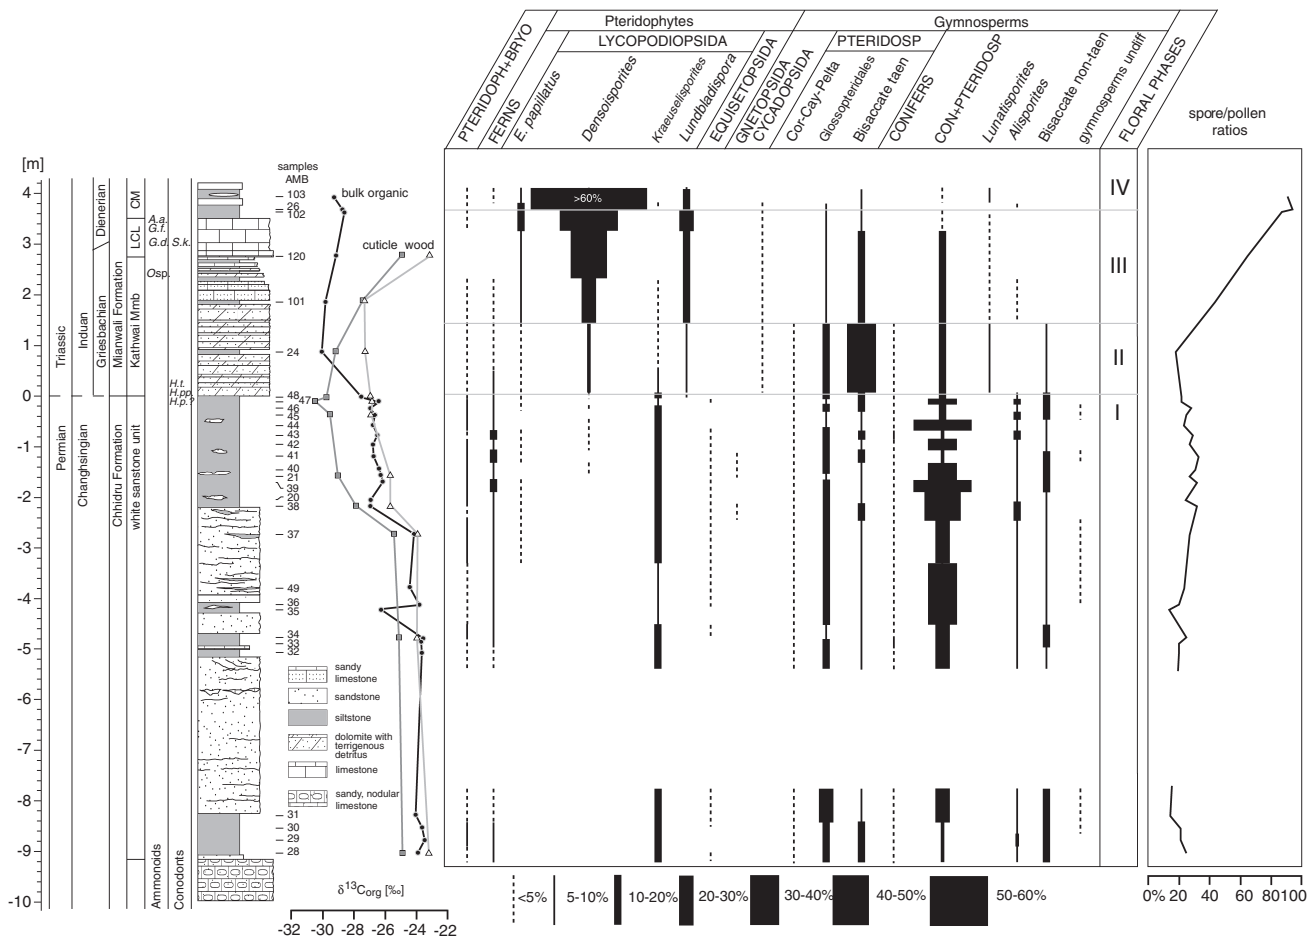 Pteridophytes
Gymnosperms
LYCOPODIOPSIDA
PTERIDOSP
PTERIDOPH+BRYO
FERNS
E. papillatus
Densoisporites
Kraeuselisporites
Lundbladispora
EQUISETOPSIDA
GNETOPSIDA
CYCADOPSIDA
Cor-Cay-Pelta
Glossopteridales
Bisaccate taen
CONIFERS
CON+PTERIDOSP
Lunatisporites
Alisporites
Bisaccate non-taen
gymnosperms undiff
FLORAL PHASES
spore/pollen
ratios
[m]
samples
AMB
4
3
2
1
0
-1
-2
-3
-4
-5
-6
-7
-8
-9
-10
Triassic
Permian
Induan
Changhsingian
Dienerian
Griesbachian
Mianwali Formation
Chhidru Formation
CM
LCL
Kathwai Mmb
white sanstone unit
Ammonoids
Conodonts
A.a.
G.f.
G.d.
S.k.
Osp.
H.t.
H.pp.
H.p.?
103
26
102
120
101
24
48
47
46
45
44
43
42
41
40
21
39
20
38
37
49
36
35
34
33
32
31
30
29
28
bulk organic
cuticle wood
>60%
IV
III
II
I
sandy
limestone
sandstone
siltstone
dolomite with
terrigenous
detritus
limestone
sandy, nodular
limestone
δ13Corg [‰]
-32 -30 -28 -26 -24 -22
<5% 5-10% 10-20% 20-30% 30-40% 40-50% 50-60%
0% 20 40 60 80 100